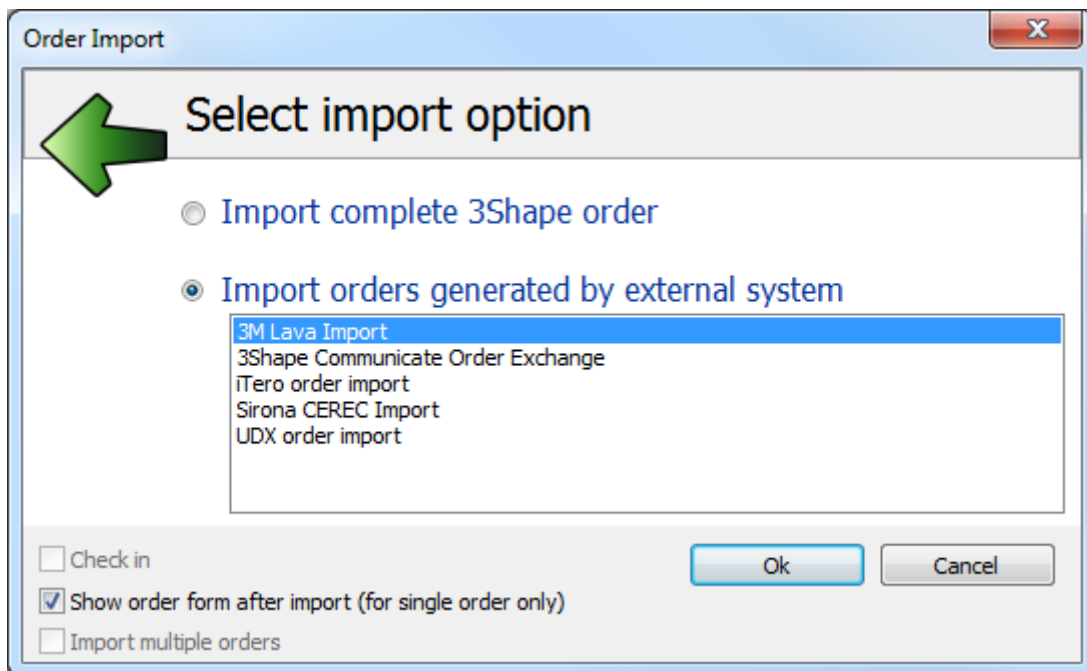 Order Import
Select import option
Import complete 3Shape order
Import orders generated by external system
3M Lava Import
3Shape Communicate Order Exchange
iTero order import
Sirona CEREC Import
UDX order import
Check in
Ok
Cancel
Show order form after import (for single order only)
Import multiple orders